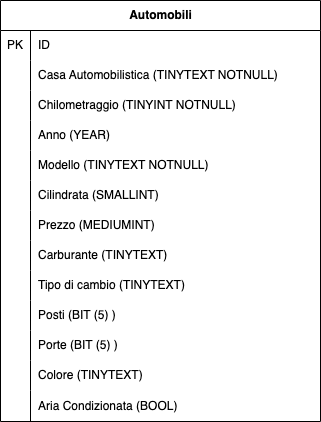 Automobili
PK ID
Casa Automobilistica (TINYTEXT NOTNULL)
Chilometraggio (TINYINT NOTNULL)
Anno (YEAR)
Modello (TINYTEXT NOTNULL)
Cilindrata (SMALLINT)
Prezzo (MEDIUMINT)
Carburante (TINYTEXT)
Tipo di cambio (TINYTEXT)
Posti (BIT (5) )
Porte (BIT (5) )
Colore (TINYTEXT)
Aria Condizionata (BOOL)